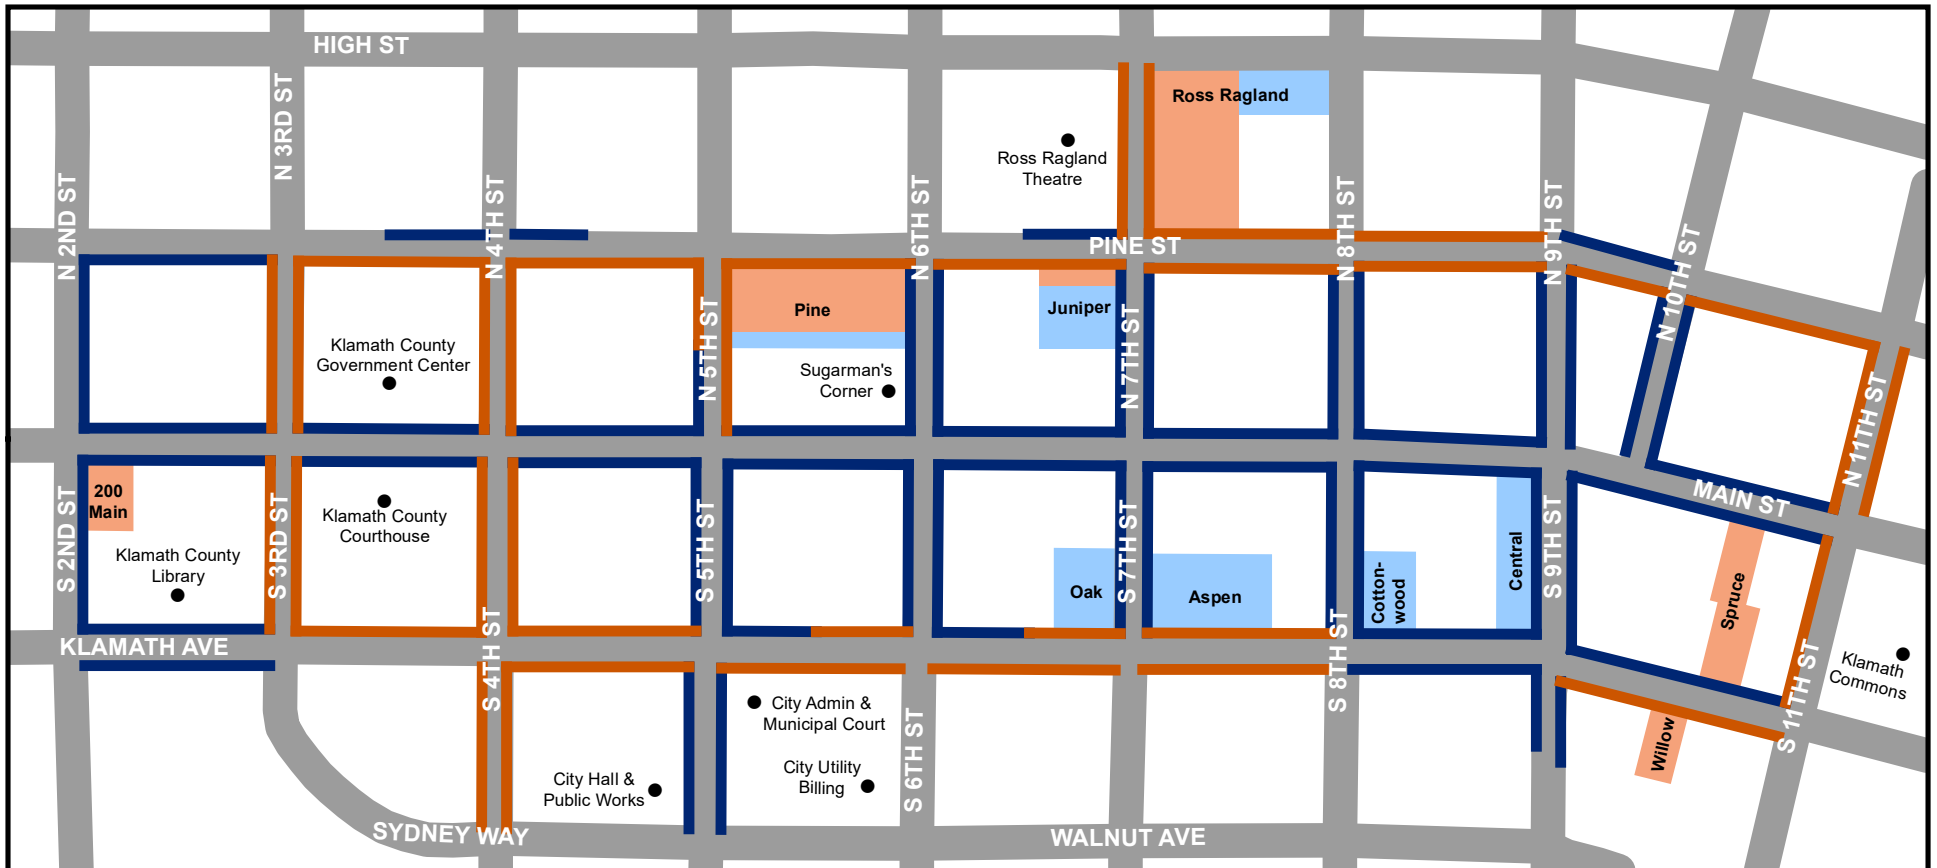 HIGH ST
N 3RD ST
Ross Ragland
Ross Ragland
Theatre
N 2ND ST
N 4TH ST
N 6TH ST
N 8TH ST
N 9TH ST
PINE ST
N 10TH ST
Pine
Juniper
N 5TH ST
N 7TH ST
Klamath County
Government Center
Sugarman's
Corner
N 11TH ST
200
Main
Klamath County
Courthouse
MAIN ST
S 2ND ST
S 3RD ST
S 5TH ST
S 7TH ST
S 9TH ST
Klamath County
Library
Oak
Aspen
Cotton-
wood
Central
Spruce
KLAMATH AVE
S 4TH ST
S 8TH ST
S 11TH ST
Klamath
Commons
City Admin &
Municipal Court
S 6TH ST
Willow
City Hall &
Public Works
City Utility
Billing
SYDNEY WAY
WALNUT AVE